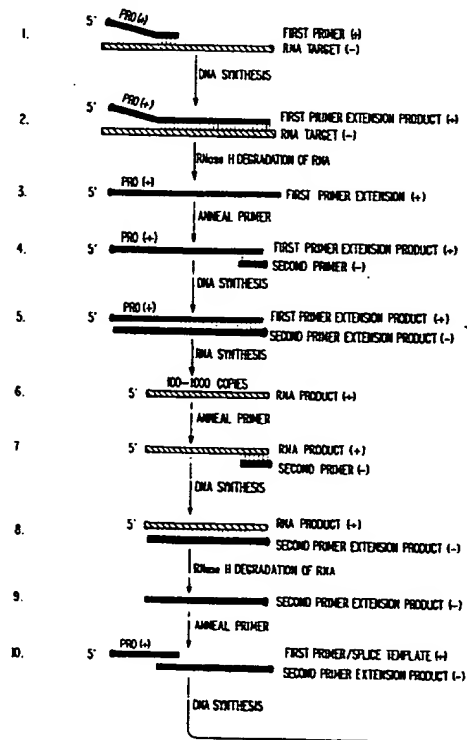 1. 5' PRO(+) FIRST PRIMER (+)
RNA TARGET (-)
DNA SYNTHESIS
2. 5' PRO(+) FIRST PRIMER EXTENSION PRODUCT (+)
RNA TARGET (-)
RNase H DEGRADATION OF RNA
3. 5' PRO(+) FIRST PRIMER EXTENSION (+)
ANNEAL PRIMER
4. 5' PRO(+) FIRST PRIMER EXTENSION PRODUCT (+)
SECOND PRIMER (-)
DNA SYNTHESIS
5. 5' PRO(+) FIRST PRIMER EXTENSION PRODUCT (+)
SECOND PRIMER EXTENSION PRODUCT (-)
RNA SYNTHESIS
100-1000 COPIES
6. 5' RNA PRODUCT (+)
ANNEAL PRIMER
7 5' RNA PRODUCT (+)
SECOND PRIMER (-)
DNA SYNTHESIS
8. 5' RNA PRODUCT (+)
SECOND PRIMER EXTENSION PRODUCT (-)
RNase H DEGRADATION OF RNA
9. SECOND PRIMER EXTENSION PRODUCT (-)
ANNEAL PRIMER
10. 5' PRO(+) FIRST PRIMER/SPLICE TEMPLATE (+)
SECOND PRIMER EXTENSION PRODUCT (-)
DNA SYNTHESIS